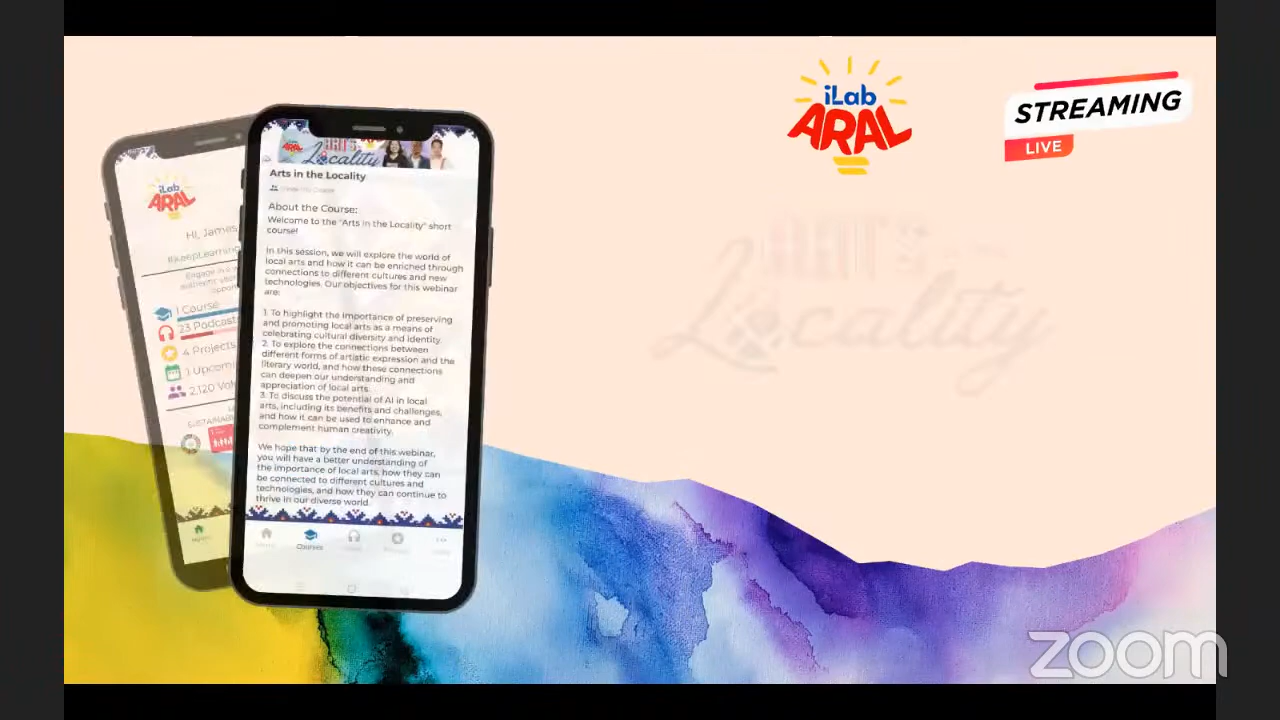 iLab
ARAL
STREAMING
LIVE
iLab
ARAL
Hi, James
#KeepLearning
1 Course
23 Podcasts
4 Projects
2,120
ARTS
Locality
Arts in the Locality
About the Course:
Welcome to the "Arts in the Locality" short
course!
In this session, we will explore the world of
local arts and how it can be enriched through
connections to different cultures and new
technologies. Our objectives for this webinar
are:
1. To highlight the importance of preserving
and promoting local arts as a means of
celebrating cultural diversity and identity.
2. To explore the connections between
different forms of artistic expression and the
literary world, and how these connections
can deepen our understanding and
appreciation of local arts.
3. To discuss the potential of AI in local
arts, including its benefits and challenges,
and how it can be used to enhance and
complement human creativity.
We hope that by the end of this webinar,
you will have a better understanding of
the importance of local arts, how they can
be connected to different cultures and
technologies, and how they can continue to
thrive in our diverse world.
Courses
Locality
zoom